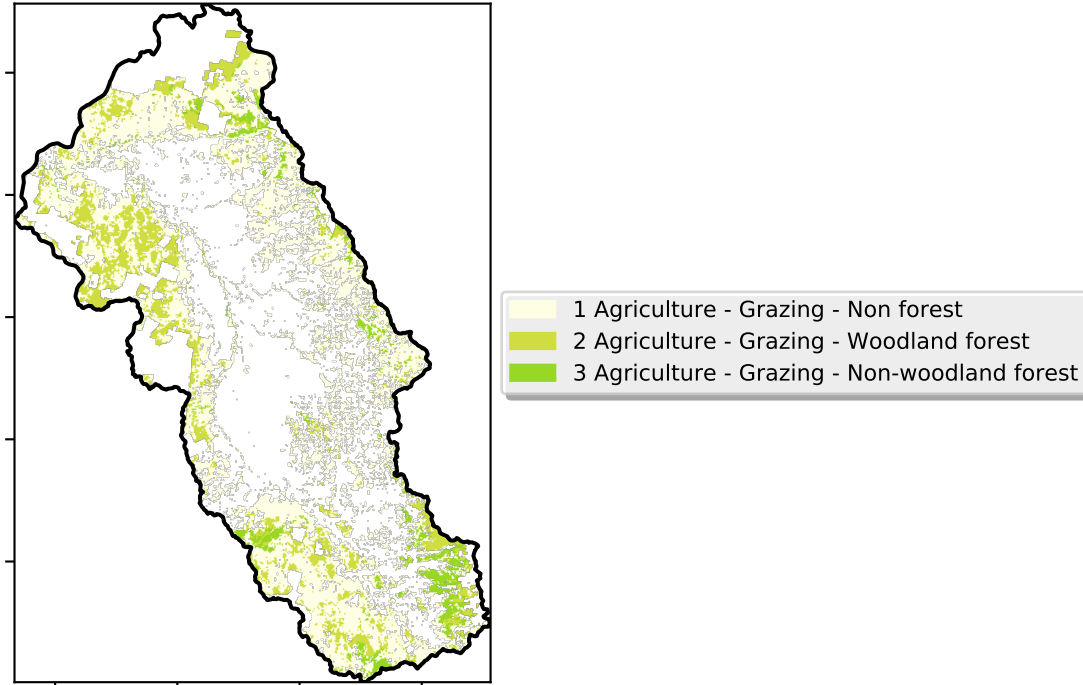 1 Agriculture - Grazing - Non forest
2 Agriculture - Grazing - Woodland forest
3 Agriculture - Grazing - Non-woodland forest